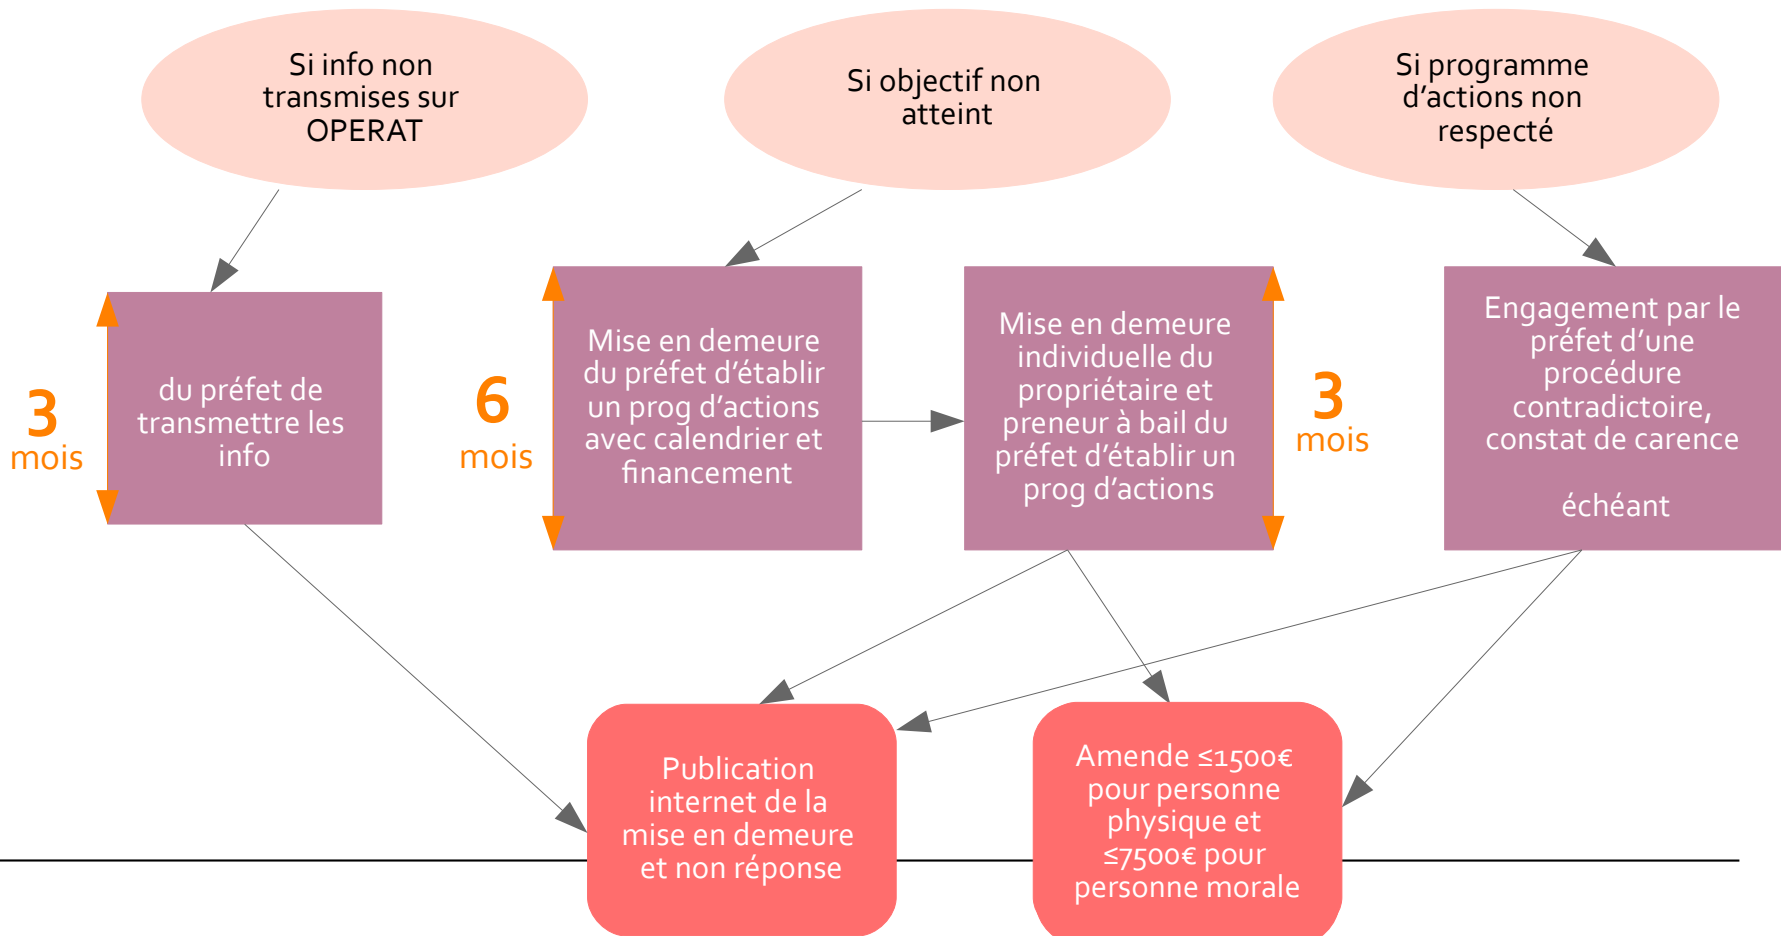 Si info non
transmises sur
OPERAT
Si objectif non
atteint
Si programme
d’actions non
respecté
3
mois
du préfet de
transmettre les
info
6
mois
Mise en demeure
du préfet d’établir
un prog d’actions
avec calendrier et
financement
Mise en demeure
individuelle du
propriétaire et
preneur à bail du
préfet d’établir un
prog d’actions
3
mois
Engagement par le
préfet d’une
procédure
contradictoire,
constat de carence
échéant
Publication
internet de la
mise en demeure
et non réponse
Amende ≤1500€
pour personne
physique et
≤7500€ pour
personne morale